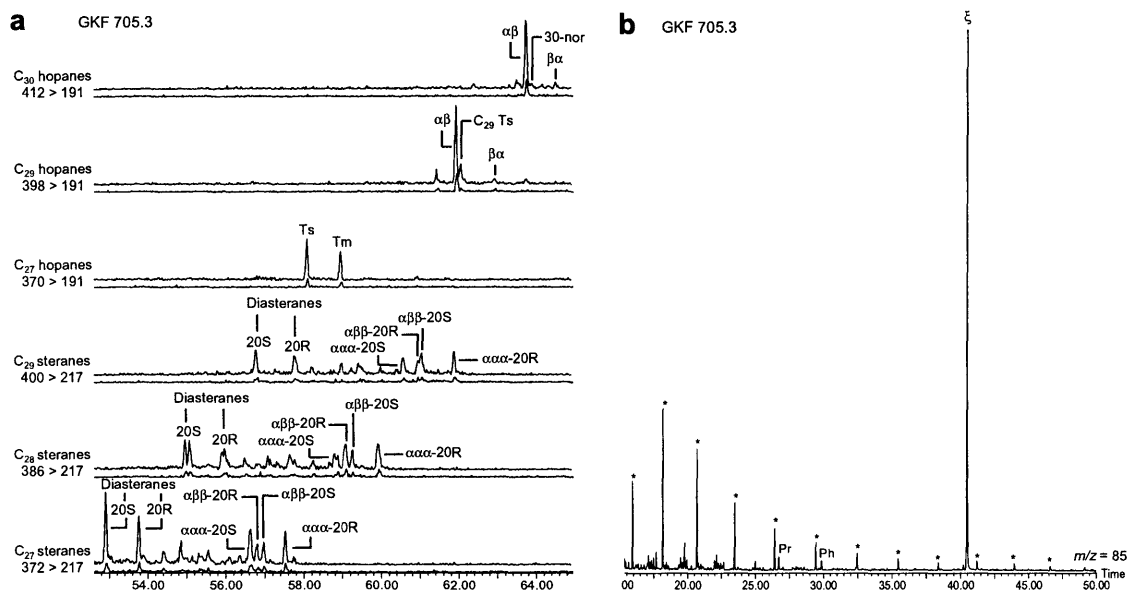 a GKF 705.3
αβ 30-nor βα
C30 hopanes
412 > 191
αβ C29 Ts βα
C29 hopanes
398 > 191
Ts Tm
C27 hopanes
370 > 191
Diasteranes
20S 20R ααα-20S αββ-20R αββ-20S ααα-20R
C29 steranes
400 > 217
Diasteranes
20S 20R ααα-20S αββ-20R αββ-20S ααα-20R
C28 steranes
386 > 217
Diasteranes
20S 20R ααα-20S αββ-20R αββ-20S ααα-20R
C27 steranes
372 > 217
54.00 56.00 58.00 60.00 62.00 64.00
b GKF 705.3
ξ
* * * * * * * * * * * *
Pr Ph
m/z = 85
00 20.00 25.00 30.00 35.00 40.00 45.00 50.00
Time